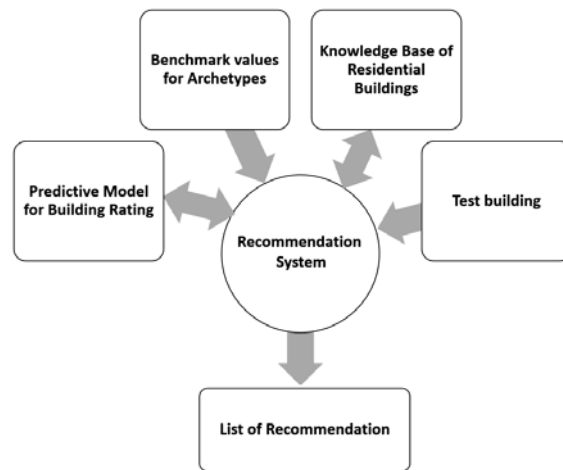 Benchmark values
for Archetypes
Knowledge Base of
Residential
Buildings
Predictive Model
for Building Rating
Test building
Recommendation
System
List of Recommendation